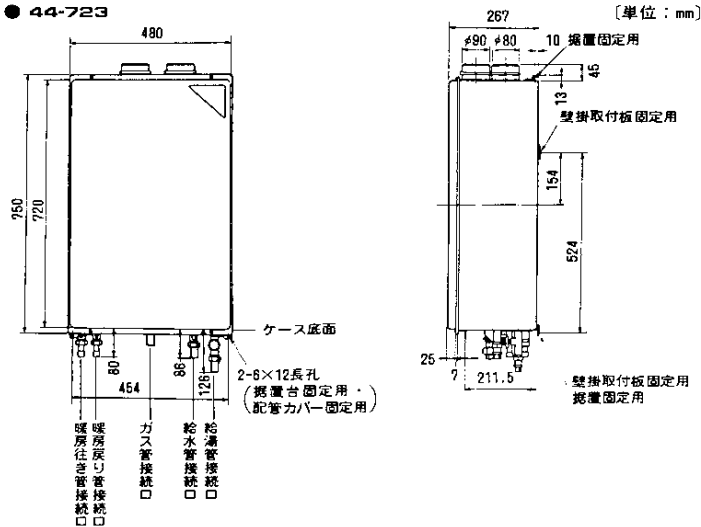 ● 44-723
〔単位：mm〕
480
750
720
ケース底面
80
86
126
454
2-6×12長孔
(据置台固定用・
配管カバー固定用)
暖房往き管接続口
暖房戻り管接続口
ガス管接続口
給水管接続口
給湯管接続口
267
φ90
φ80
10
据置固定用
45
13
壁掛取付板固定用
154
524
25
7
211.5
壁掛取付板固定用
据置固定用